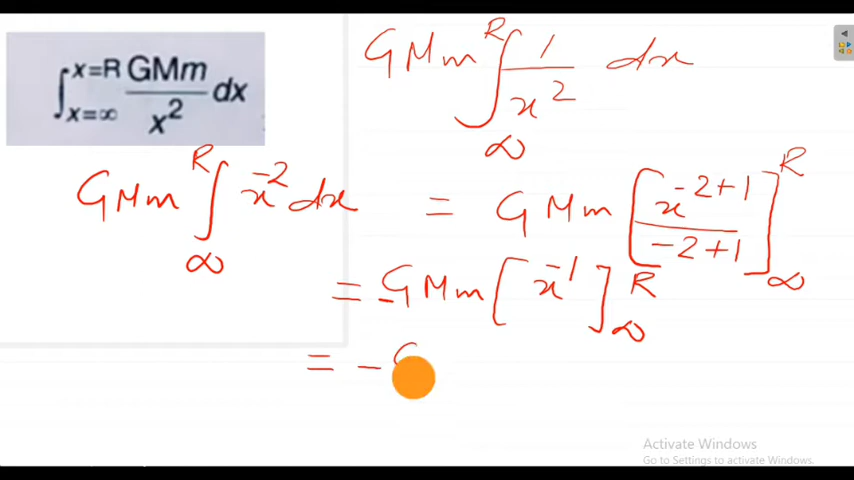 ∫ₓ₌∞ˣ⁼ᴿ GMm/x² dx
GMm ∫_∞^R 1/x² dx
GMm ∫_∞^R x⁻² dx = GMm [x⁻²⁺¹/-2+1]_∞^R
= -GMm [x⁻¹]_∞^R
= - G
Activate Windows
Go to Settings to activate Windows.